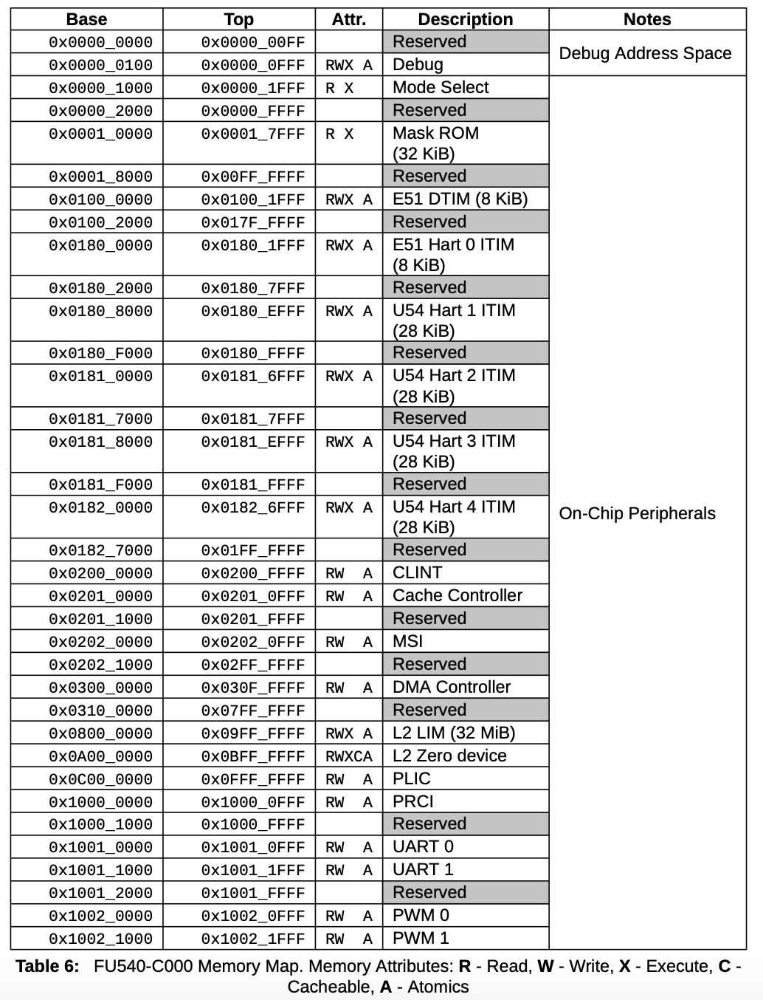 Base Top Attr. Description Notes
0x0000_0000 0x0000_00FF Reserved
Debug Address Space
0x0000_0100 0x0000_0FFF RWX A Debug
0x0000_1000 0x0000_1FFF R X Mode Select
0x0000_2000 0x0000_FFFF Reserved
0x0001_0000 0x0001_7FFF R X Mask ROM
(32 KiB)
0x0001_8000 0x00FF_FFFF Reserved
0x0100_0000 0x0100_1FFF RWX A E51 DTIM (8 KiB)
0x0100_2000 0x017F_FFFF Reserved
0x0180_0000 0x0180_1FFF RWX A E51 Hart 0 ITIM
(8 KiB)
0x0180_2000 0x0180_7FFF Reserved
0x0180_8000 0x0180_EFFF RWX A U54 Hart 1 ITIM
(28 KiB)
0x0180_F000 0x0180_FFFF Reserved
0x0181_0000 0x0181_6FFF RWX A U54 Hart 2 ITIM
(28 KiB)
0x0181_7000 0x0181_7FFF Reserved
0x0181_8000 0x0181_EFFF RWX A U54 Hart 3 ITIM
(28 KiB)
0x0181_F000 0x0181_FFFF Reserved
0x0182_0000 0x0182_6FFF RWX A U54 Hart 4 ITIM
On-Chip Peripherals
(28 KiB)
0x0182_7000 0x01FF_FFFF Reserved
0x0200_0000 0x0200_FFFF RW A CLINT
0x0201_0000 0x0201_0FFF RW A Cache Controller
0x0201_1000 0x0201_FFFF Reserved
0x0202_0000 0x0202_0FFF RW A MSI
0x0202_1000 0x02FF_FFFF Reserved
0x0300_0000 0x030F_FFFF RW A DMA Controller
0x0310_0000 0x07FF_FFFF Reserved
0x0800_0000 0x09FF_FFFF RWX A L2 LIM (32 MiB)
0x0A00_0000 0x0BFF_FFFF RWXCA L2 Zero device
0x0C00_0000 0x0FFF_FFFF RW A PLIC
0x1000_0000 0x1000_0FFF RW A PRCI
0x1000_1000 0x1000_FFFF Reserved
0x1001_0000 0x1001_0FFF RW A UART 0
0x1001_1000 0x1001_1FFF RW A UART 1
0x1001_2000 0x1001_FFFF Reserved
0x1002_0000 0x1002_0FFF RW A PWM 0
0x1002_1000 0x1002_1FFF RW A PWM 1
Table 6: FU540-C000 Memory Map. Memory Attributes: R - Read, W - Write, X - Execute, C -
Cacheable, A - Atomics